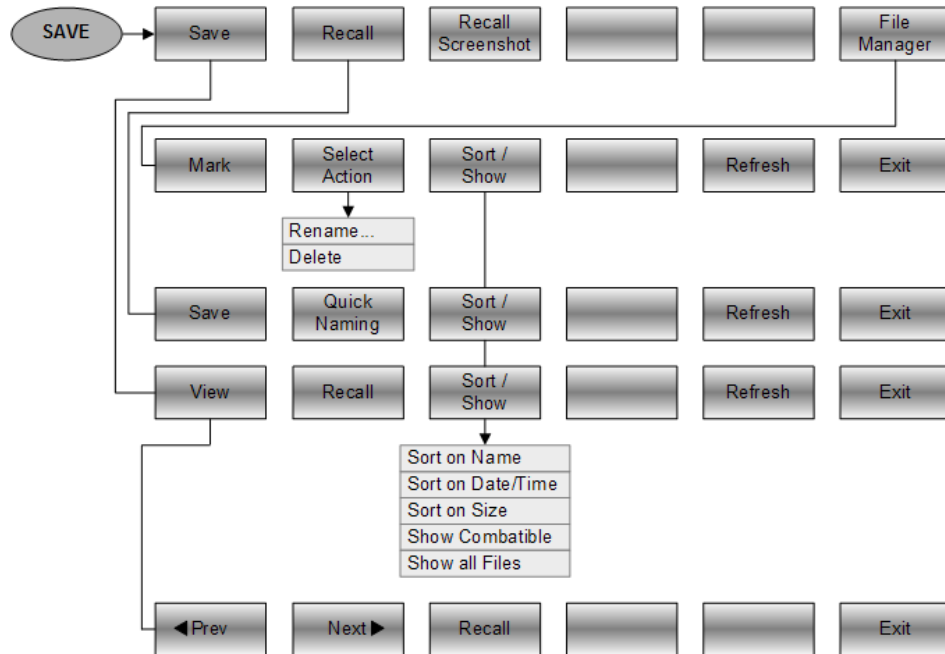 SAVE
Save
Recall
Recall
Screenshot
File
Manager
Mark
Select
Action
Sort /
Show
Refresh
Exit
Rename...
Delete
Save
Quick
Naming
Sort /
Show
Refresh
Exit
View
Recall
Sort /
Show
Refresh
Exit
Sort on Name
Sort on Date/Time
Sort on Size
Show Combatible
Show all Files
◀Prev
Next▶
Recall
Exit